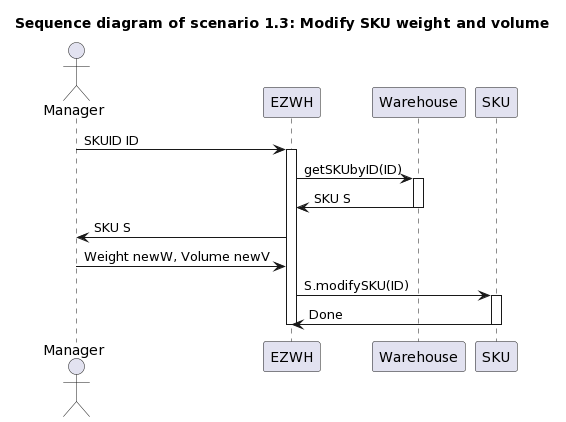 Sequence diagram of scenario 1.3: Modify SKU weight and volume
Manager
EZWH
Warehouse
SKU
SKUID ID
getSKUbyID(ID)
SKU S
SKU S
Weight newW, Volume newV
S.modifySKU(ID)
Done
Manager
EZWH
Warehouse
SKU